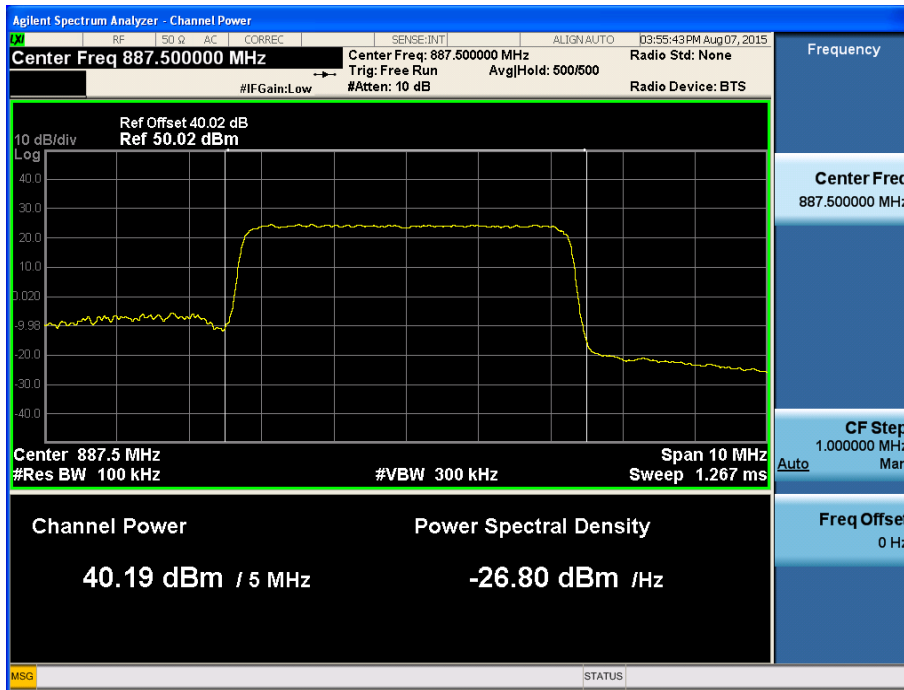 Agilent Spectrum Analyzer - Channel Power
LXI RF 50 Ω AC CORREC SENSE:INT ALIGN AUTO 03:55:43 PM Aug 07, 2015
Center Freq 887.500000 MHz
Center Freq: 887.500000 MHz Radio Std: None
Trig: Free Run Avg|Hold: 500/500
#IFGain:Low #Atten: 10 dB Radio Device: BTS
Ref Offset 40.02 dB
10 dB/div Ref 50.02 dBm
Log
40.0
30.0
20.0
10.0
0.020
-9.98
-20.0
-30.0
-40.0
Center 887.5 MHz Span 10 MHz
#Res BW 100 kHz #VBW 300 kHz Sweep 1.267 ms
Channel Power Power Spectral Density
40.19 dBm / 5 MHz -26.80 dBm /Hz
Frequency
Center Freq
887.500000 MHz
CF Step
1.000000 MHz
Auto Man
Freq Offset
0 Hz
MSG STATUS